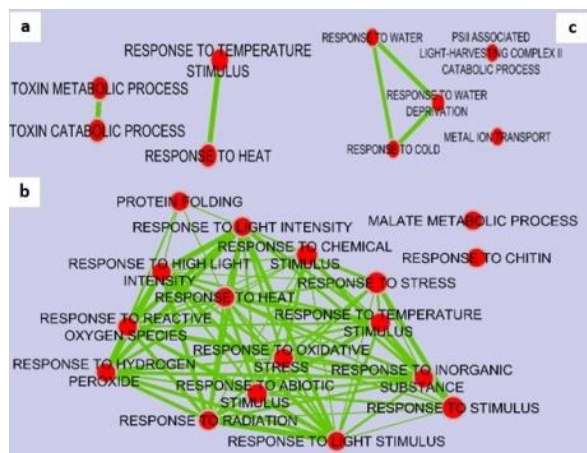 a
RESPONSE TO TEMPERATURE
STIMULUS
TOXIN METABOLIC PROCESS
TOXIN CATABOLIC PROCESS
RESPONSE TO HEAT
c
RESPONSE TO WATER
PSII ASSOCIATED
LIGHT-HARVESTING COMPLEX II
CATABOLIC PROCESS
RESPONSE TO WATER
DEPRIVATION
METAL ION TRANSPORT
RESPONSE TO COLD
b
PROTEIN FOLDING
RESPONSE TO LIGHT INTENSITY
MALATE METABOLIC PROCESS
RESPONSE TO CHEMICAL
STIMULUS
RESPONSE TO CHITIN
RESPONSE TO HIGH LIGHT
INTENSITY
RESPONSE TO STRESS
RESPONSE TO HEAT
RESPONSE TO TEMPERATURE
STIMULUS
RESPONSE TO REACTIVE
OXYGEN SPECIES
RESPONSE TO OXIDATIVE
STRESS
RESPONSE TO HYDROGEN
PEROXIDE
RESPONSE TO INORGANIC
SUBSTANCE
RESPONSE TO ABIOTIC
STIMULUS
RESPONSE TO STIMULUS
RESPONSE TO RADIATION
RESPONSE TO LIGHT STIMULUS